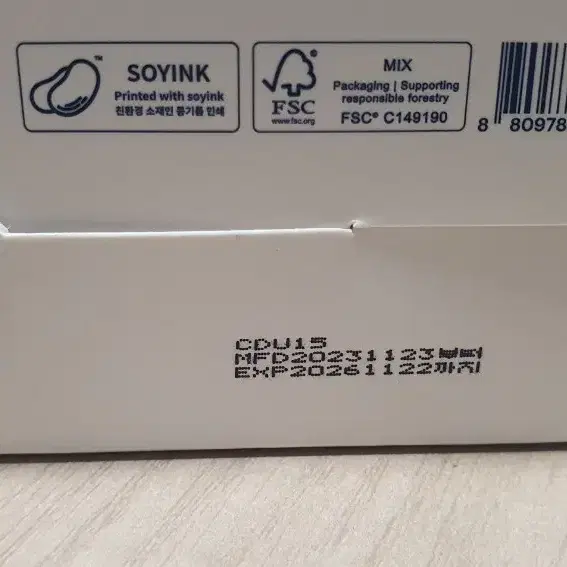 SOYINK
Printed with soyink
친환경 소재인 콩기름 인쇄
TM
FSC
www.fsc.org
MIX
Packaging | Supporting
responsible forestry
FSC® C149190
8 80978
CDU15
MFD20231123부터
EXP20261122까지